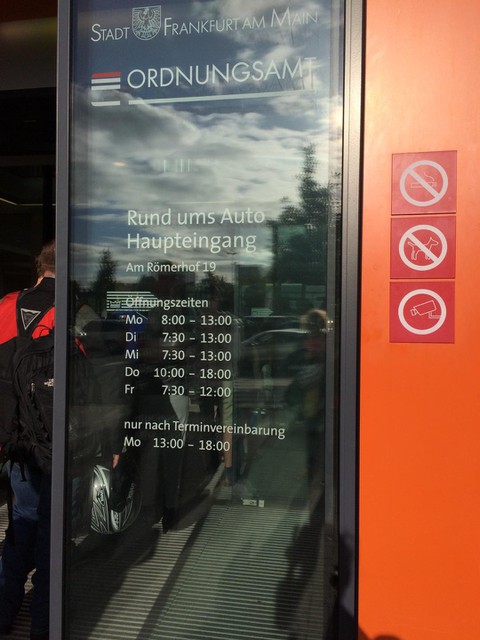 STADT FRANKFURT AM MAIN
ORDNUNGSAMT
Rund ums Auto
Haupteingang
Am Römerhof 19
Öffnungszeiten
Mo 8:00 - 13:00
Di 7:30 - 13:00
Mi 7:30 - 13:00
Do 10:00 - 18:00
Fr 7:30 - 12:00
nur nach Terminvereinbarung
Mo 13:00 - 18:00